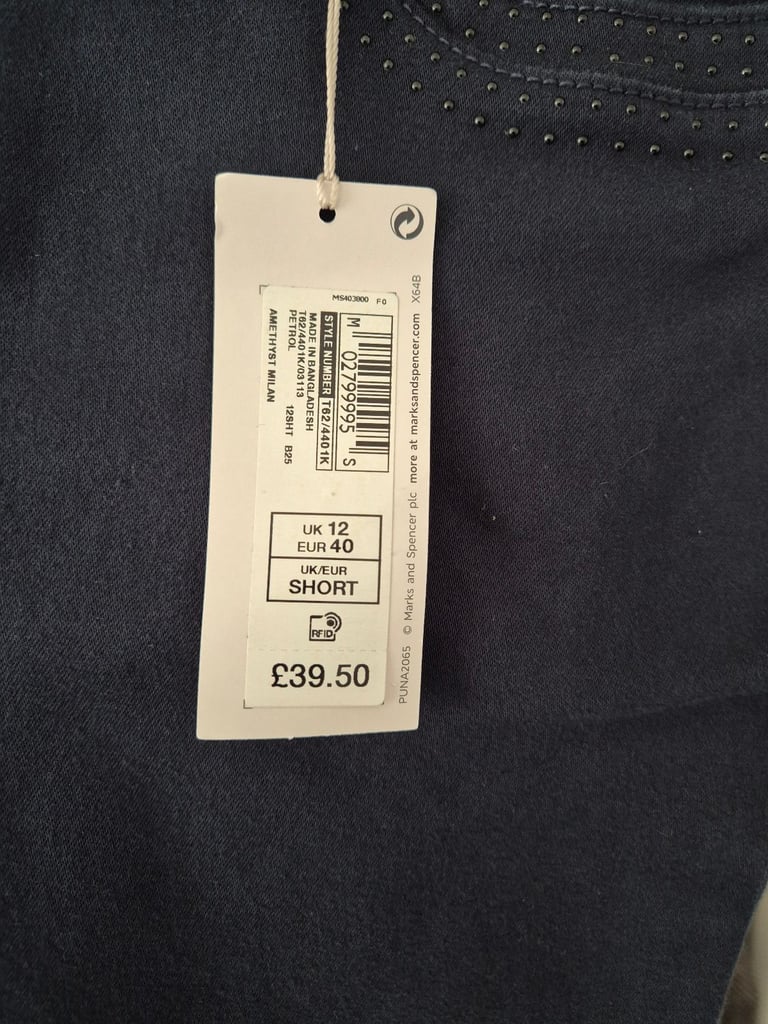 MS403800 F0
M 02799995 S
STYLE NUMBER T62/4401K
MADE IN BANGLADESH
T62/4401K/03113
PETROL 12SHT B25
AMETHYST MILAN
UK 12
EUR 40
UK/EUR
SHORT
RFID
£39.50
PUNA2065 © Marks and Spencer plc more at marksandspencer.com X64B